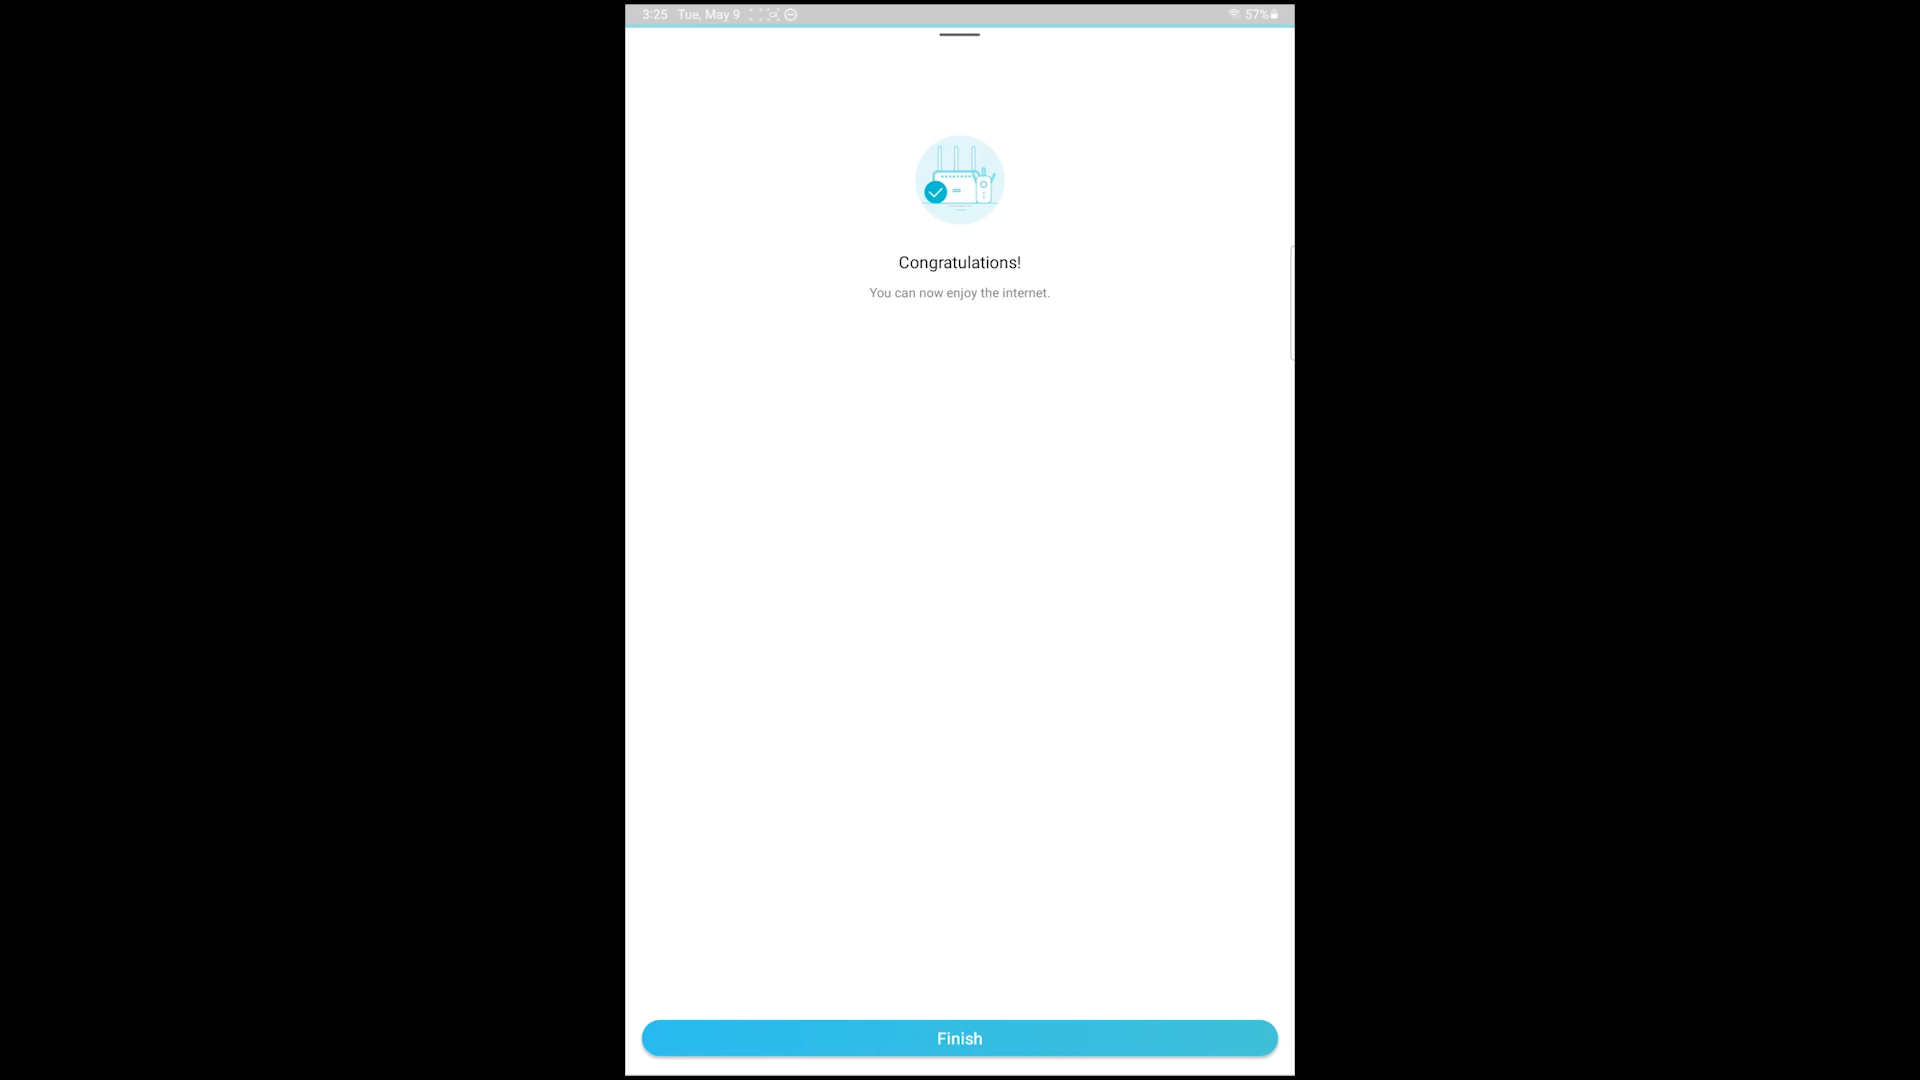 3:25 Tue, May 9
57%
Congratulations!
You can now enjoy the internet.
Finish